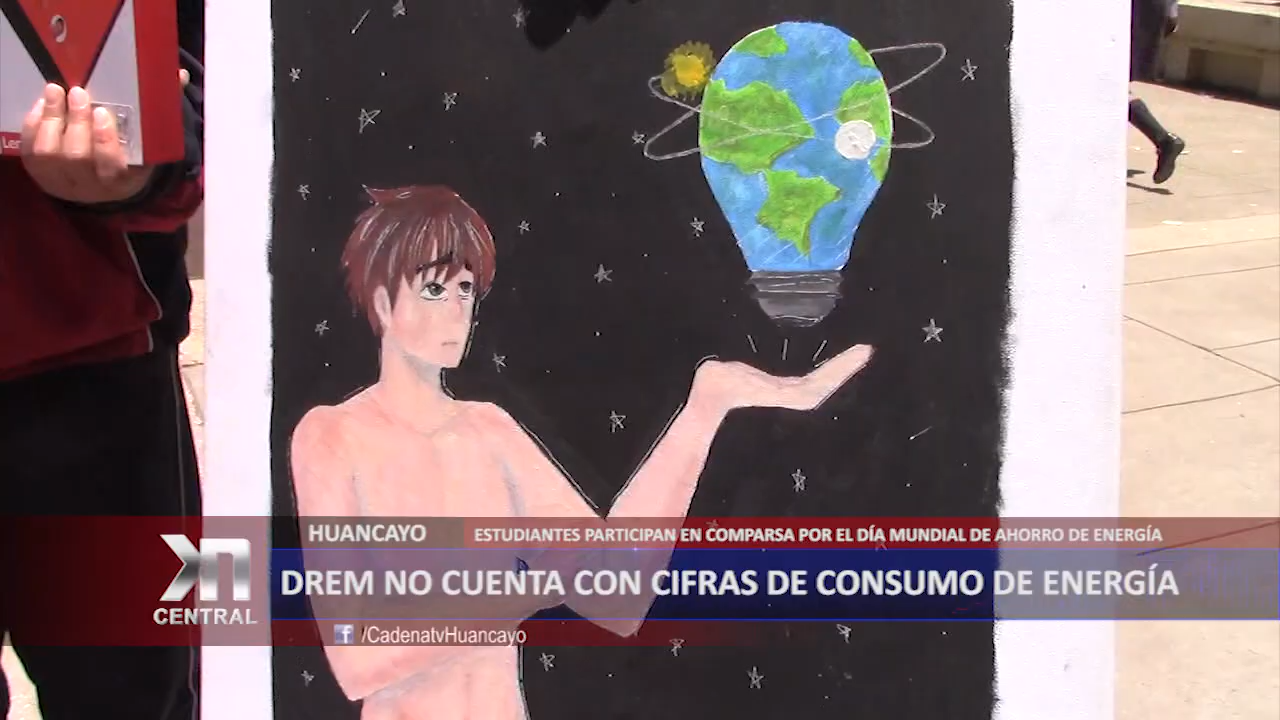 Ler
HUANCAYO
ESTUDIANTES PARTICIPAN EN COMPARSA POR EL DÍA MUNDIAL DE AHORRO DE ENERGÍA
DREM NO CUENTA CON CIFRAS DE CONSUMO DE ENERGÍA
CENTRAL
f /CadenatvHuancayo